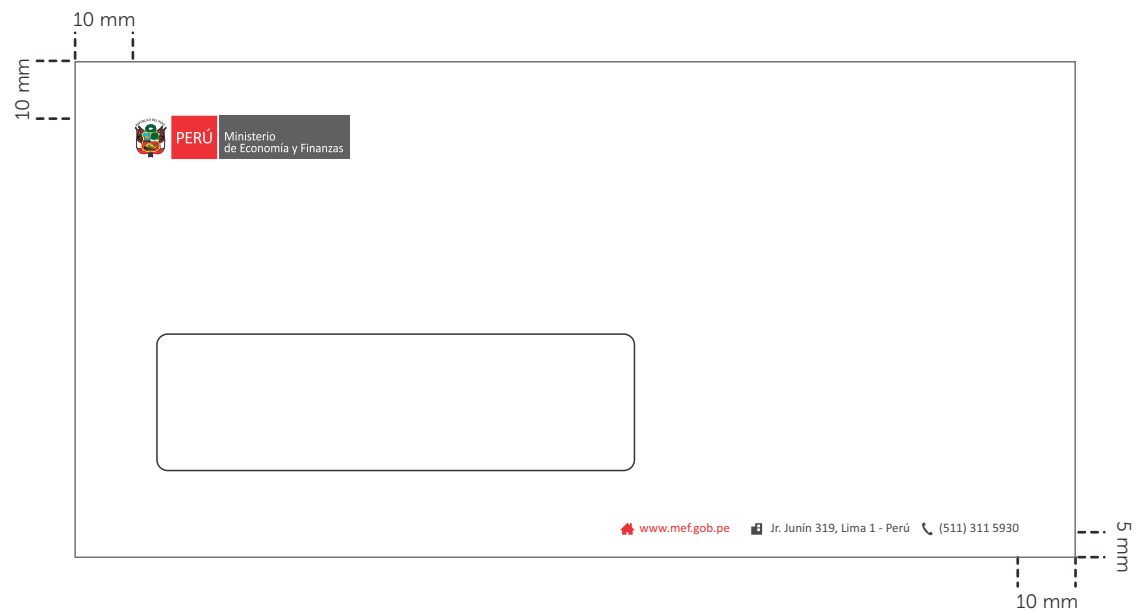 10 mm
10 mm
PERÚ
Ministerio
de Economía y Finanzas
www.mef.gob.pe Jr. Junín 319, Lima 1 - Perú (511) 311 5930
5 mm
10 mm